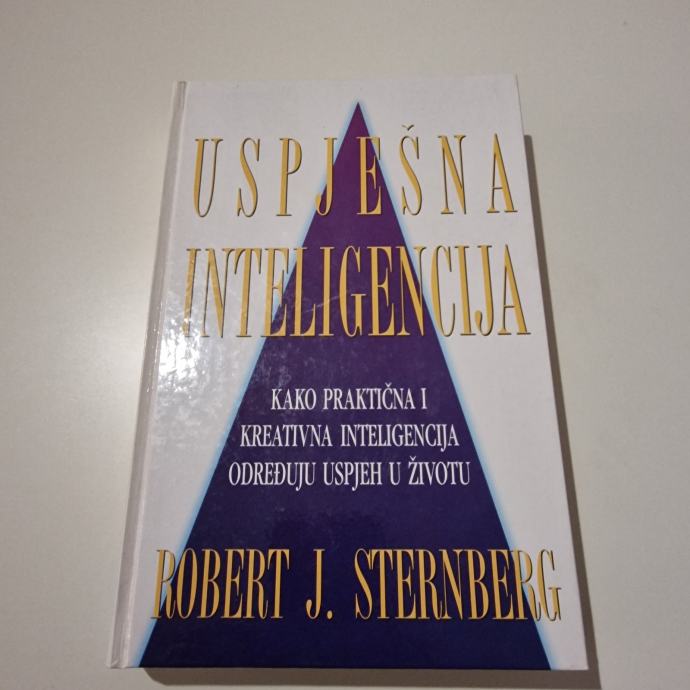 USPJEŠNA
INTELIGENCIJA
KAKO PRAKTIČNA I
KREATIVNA INTELIGENCIJA
ODREĐUJU USPJEH U ŽIVOTU
ROBERT J. STERNBERG